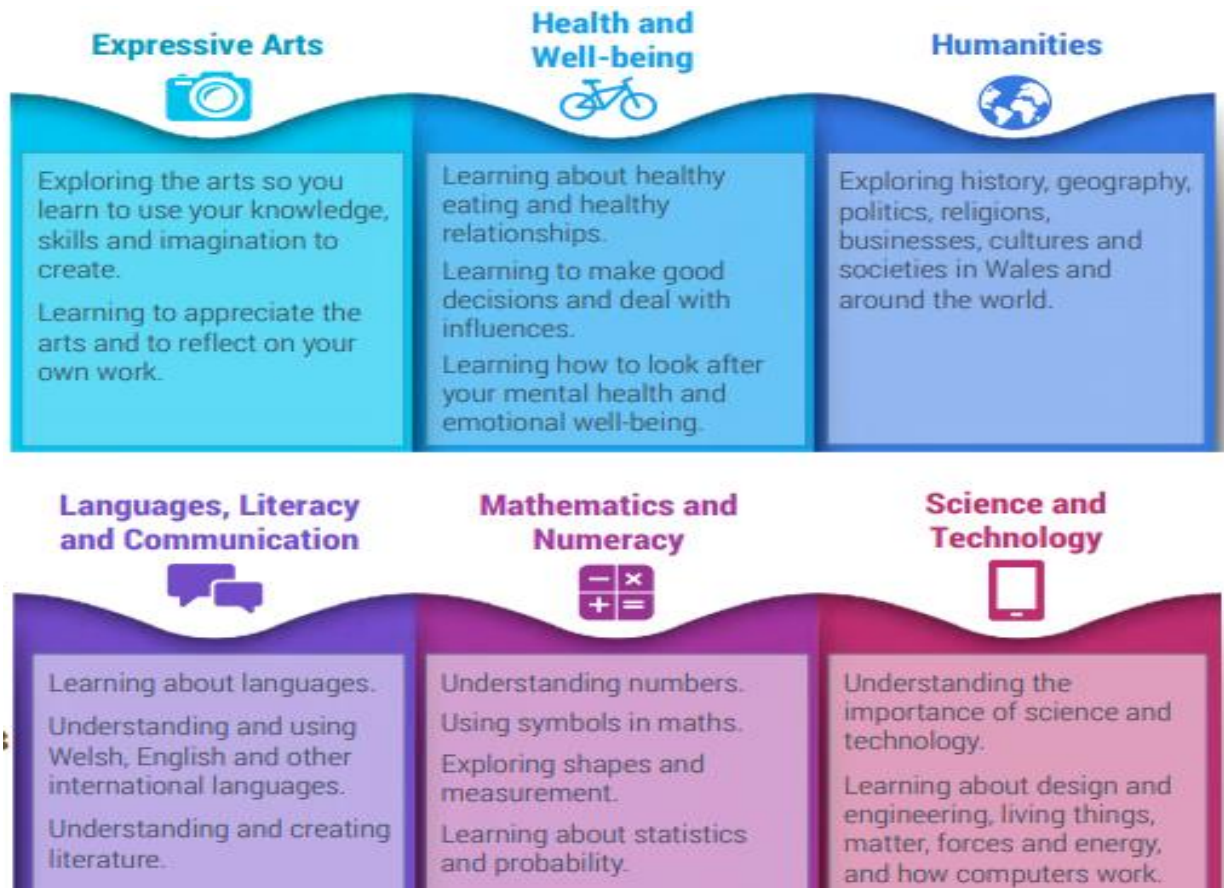 Expressive Arts
Exploring the arts so you
learn to use your knowledge,
skills and imagination to
create.
Learning to appreciate the
arts and to reflect on your
own work.
Health and
Well-being
Learning about healthy
eating and healthy
relationships.
Learning to make good
decisions and deal with
influences.
Learning how to look after
your mental health and
emotional well-being.
Humanities
Exploring history, geography,
politics, religions,
businesses, cultures and
societies in Wales and
around the world.
Languages, Literacy
and Communication
Learning about languages.
Understanding and using
Welsh, English and other
international languages.
Understanding and creating
literature.
Mathematics and
Numeracy
Understanding numbers.
Using symbols in maths.
Exploring shapes and
measurement.
Learning about statistics
and probability.
Science and
Technology
Understanding the
importance of science and
technology.
Learning about design and
engineering, living things,
matter, forces and energy,
and how computers work.